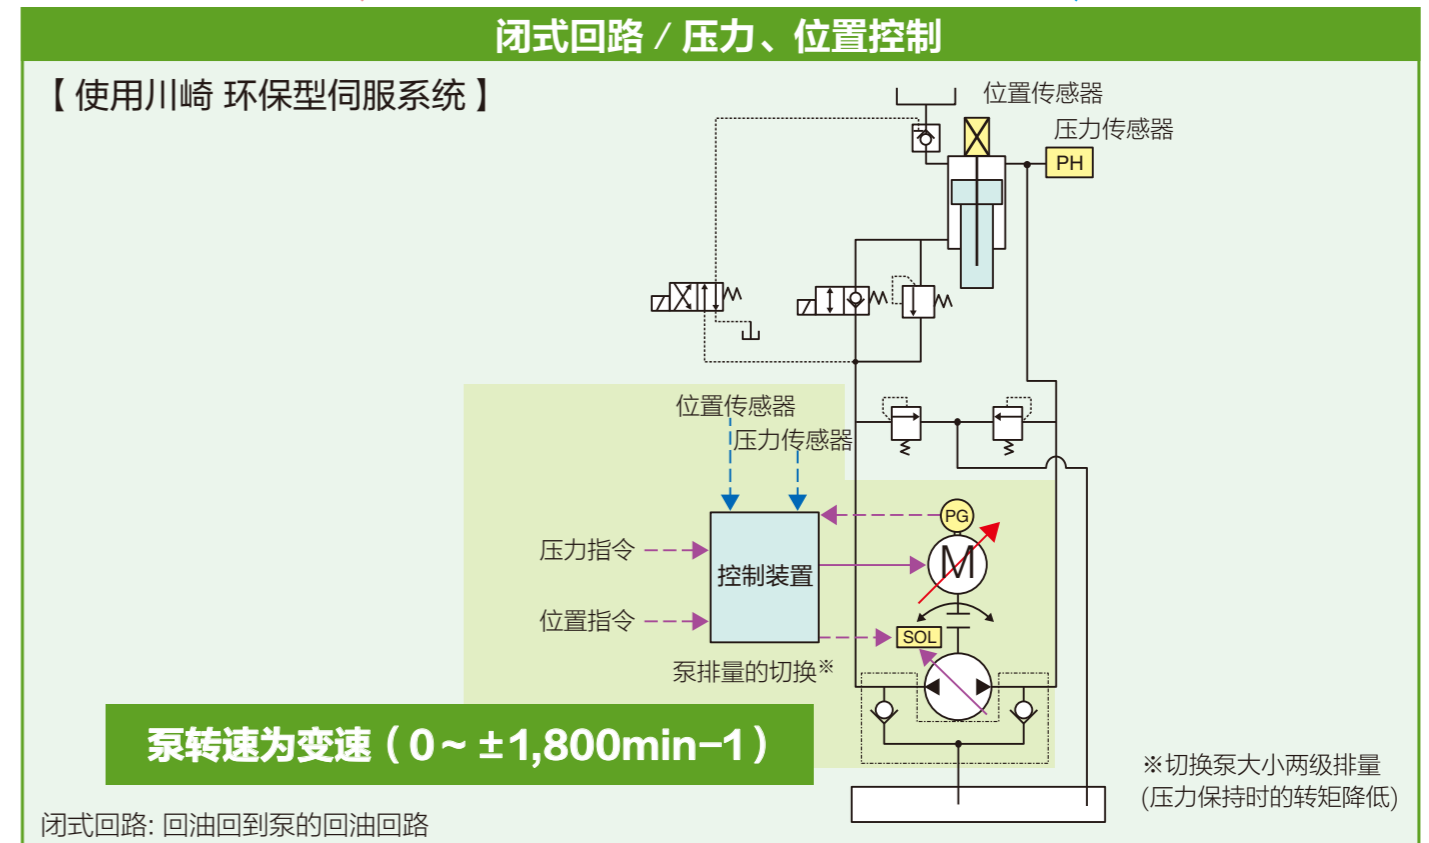 闭式回路 / 压力、位置控制
【 使用川崎 环保型伺服系统 】
位置传感器
压力传感器
PH
位置传感器
压力传感器
PG
M
压力指令
控制装置
位置指令
SOL
泵排量的切换※
泵转速为变速（0~ ±1,800min−1）
※切换泵大小两级排量
(压力保持时的转矩降低)
闭式回路: 回油回到泵的回油回路